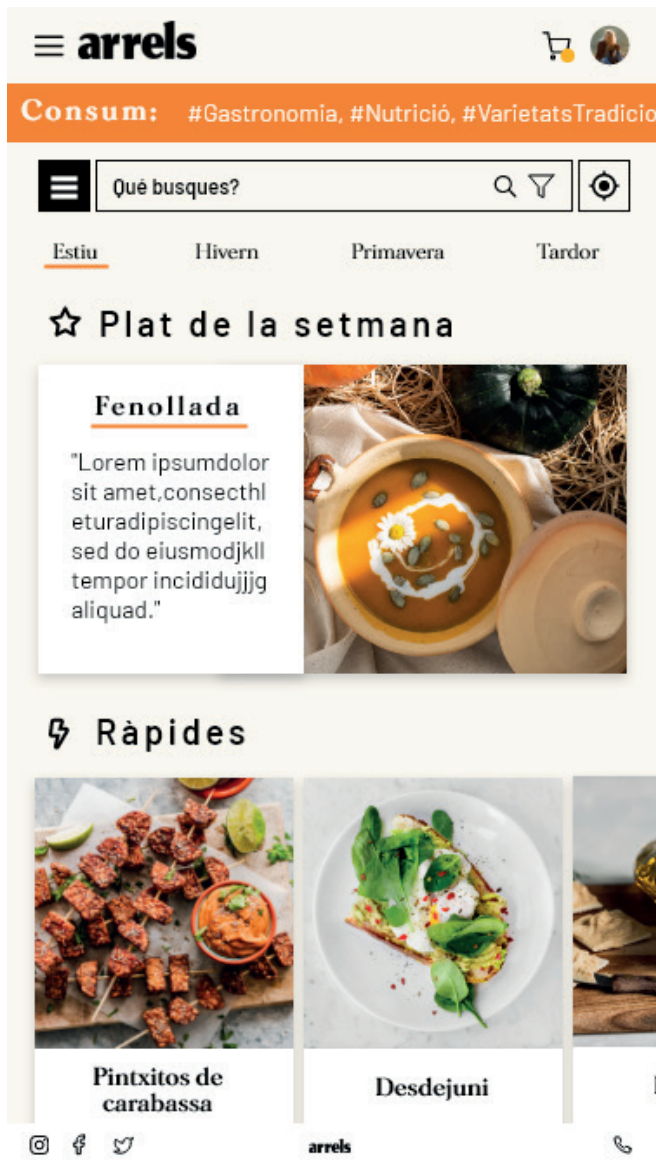 arrels
Consum: #Gastronomia, #Nutrició, #VarietatsTradicio
Qué busques?
Estiu Hivern Primavera Tardor
Plat de la setmana
Fenollada
"Lorem ipsumdolor
sit amet,consecthl
eturadipiscingelit,
sed do eiusmodjkll
tempor incididujjjg
aliquad."
Ràpides
Pintxitos de
carabassa
Desdejuni
arrels